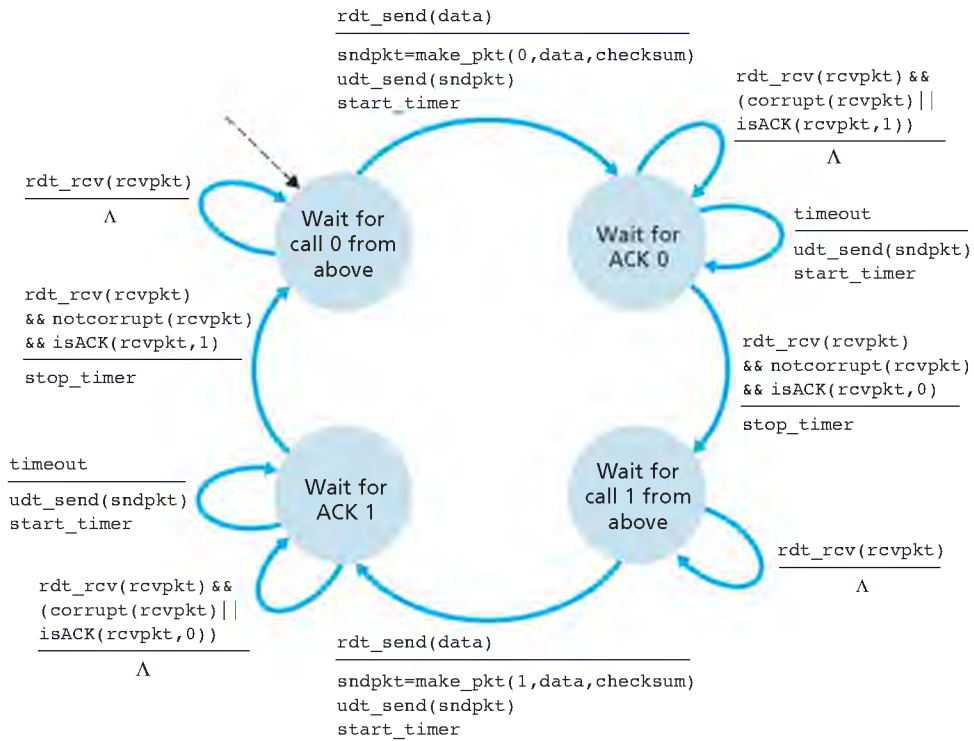 rdt_send(data)
sndpkt=make_pkt(0,data,checksum)
udt_send(sndpkt)
start_timer
rdt_rcv(rcvpkt) &&
(corrupt(rcvpkt)||
isACK(rcvpkt,1))
Λ
rdt_rcv(rcvpkt)
Λ
Wait for
call 0 from
above
Wait for
ACK 0
timeout
udt_send(sndpkt)
start_timer
rdt_rcv(rcvpkt)
&& notcorrupt(rcvpkt)
&& isACK(rcvpkt,1)
stop_timer
rdt_rcv(rcvpkt)
&& notcorrupt(rcvpkt)
&& isACK(rcvpkt,0)
stop_timer
timeout
udt_send(sndpkt)
start_timer
Wait for
ACK 1
Wait for
call 1 from
above
rdt_rcv(rcvpkt)
Λ
rdt_rcv(rcvpkt) &&
(corrupt(rcvpkt)||
isACK(rcvpkt,0))
Λ
rdt_send(data)
sndpkt=make_pkt(1,data,checksum)
udt_send(sndpkt)
start_timer